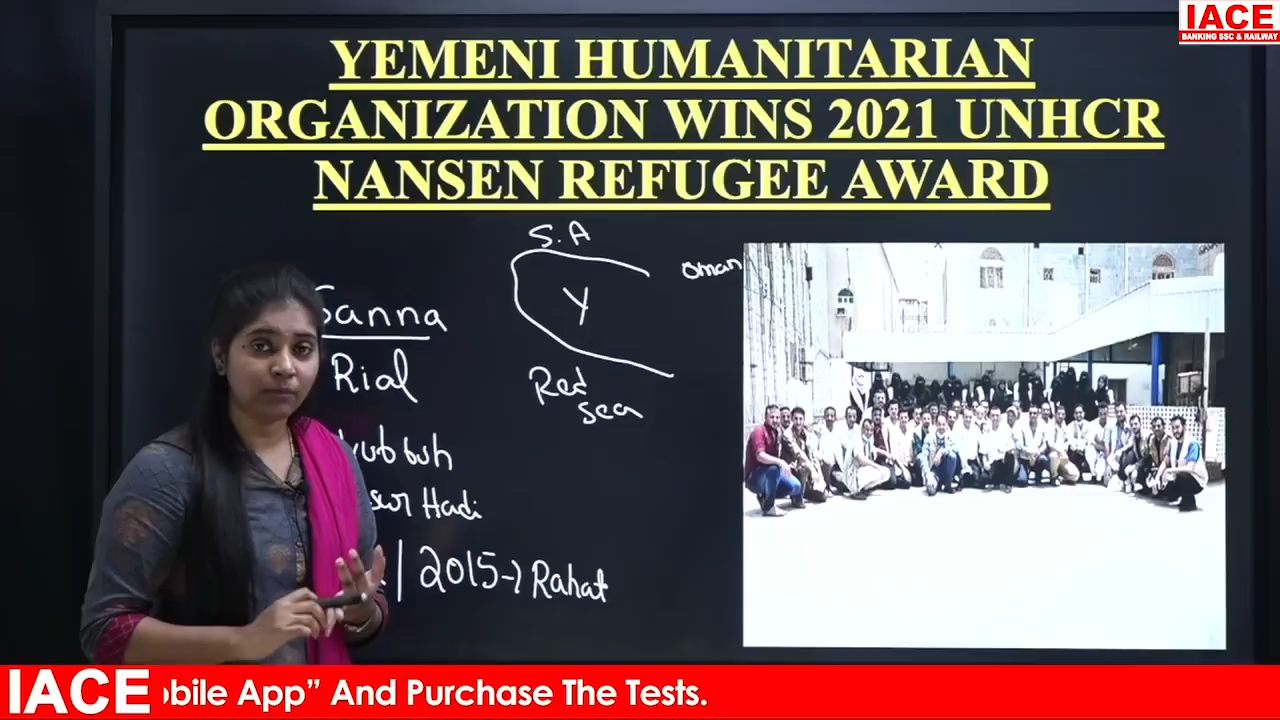 IACE
BANKING SSC & RAILWAY
YEMENI HUMANITARIAN
ORGANIZATION WINS 2021 UNHCR
NANSEN REFUGEE AWARD
S.A
Oman
Sanna
Y
Rial
Red
Sea
Hadi
2015→ Rahat
IACE
obile App” And Purchase The Tests.